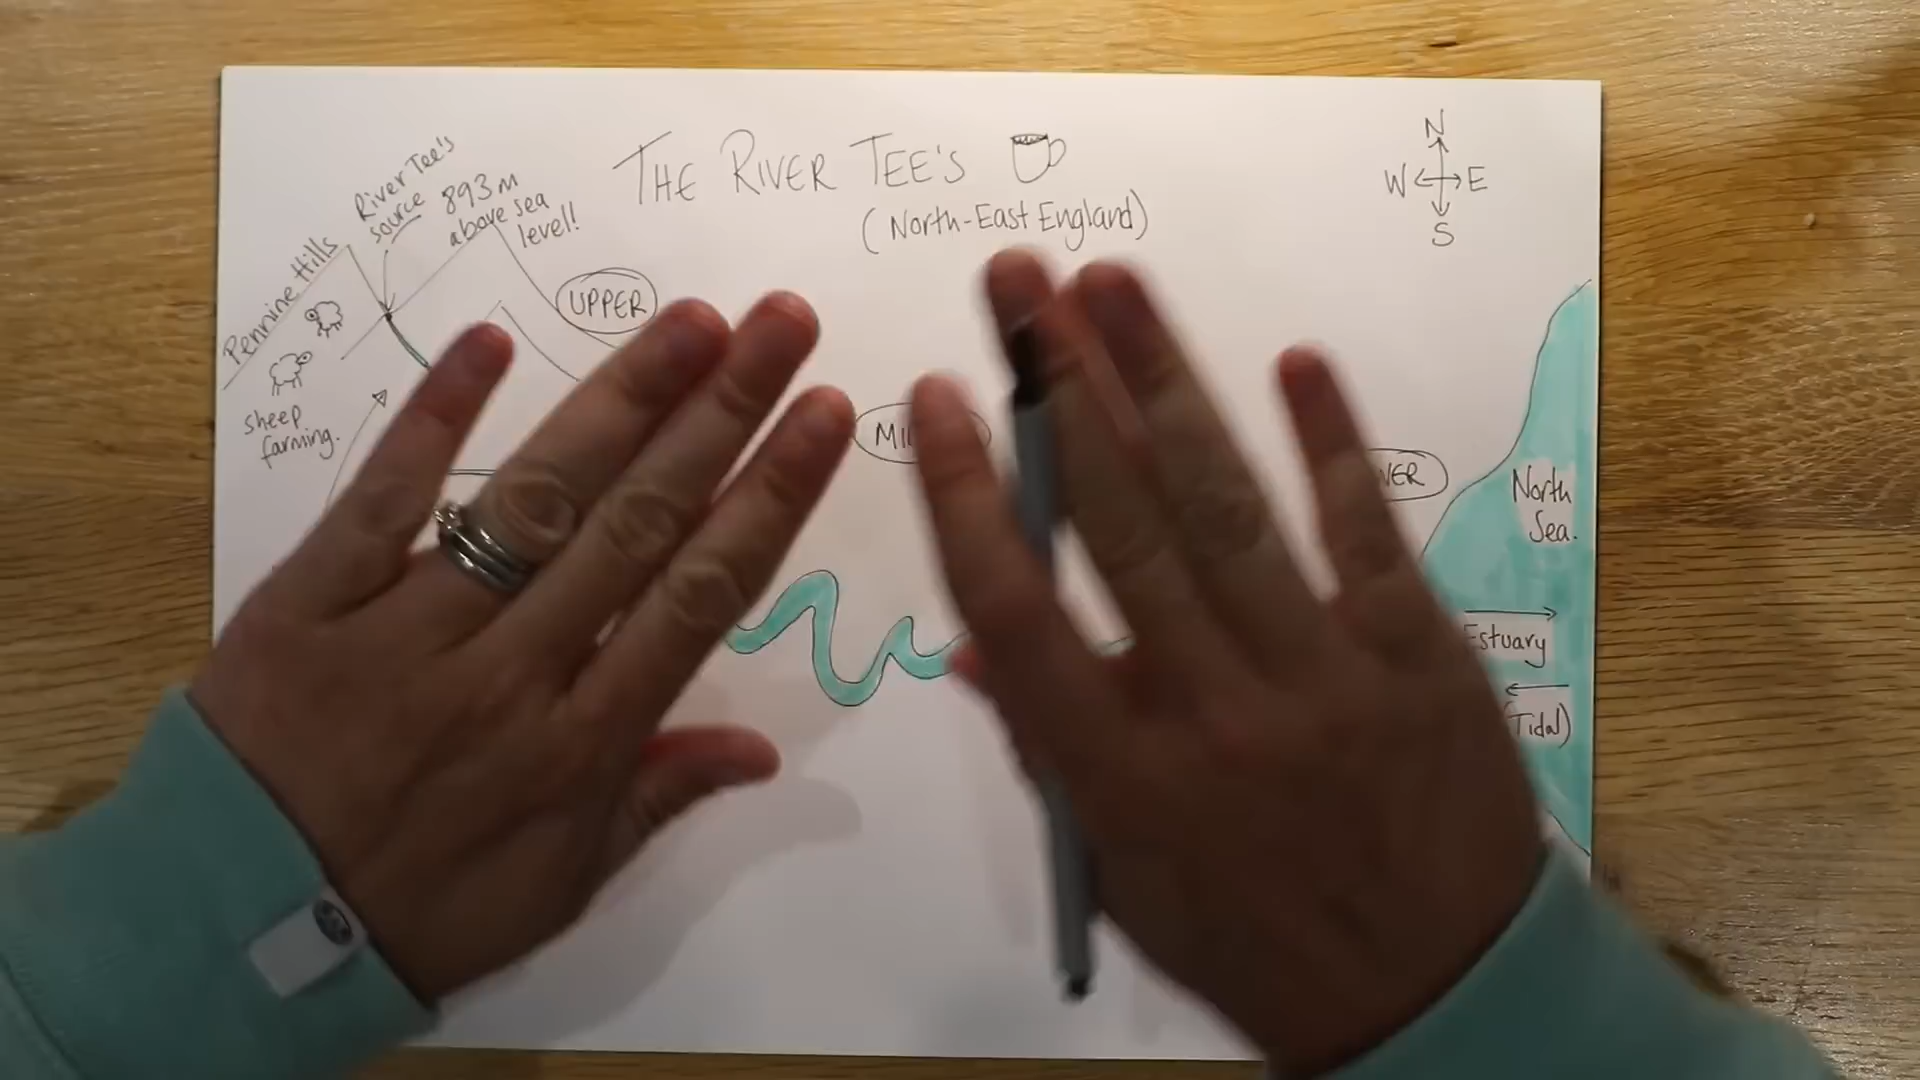 THE RIVER TEE'S
(North-East England)
N
W E
S
River Tee's
source
893m
above sea
level!
Pennine Hills
sheep
farming.
UPPER
North
Sea.
Estuary
(Tidal)